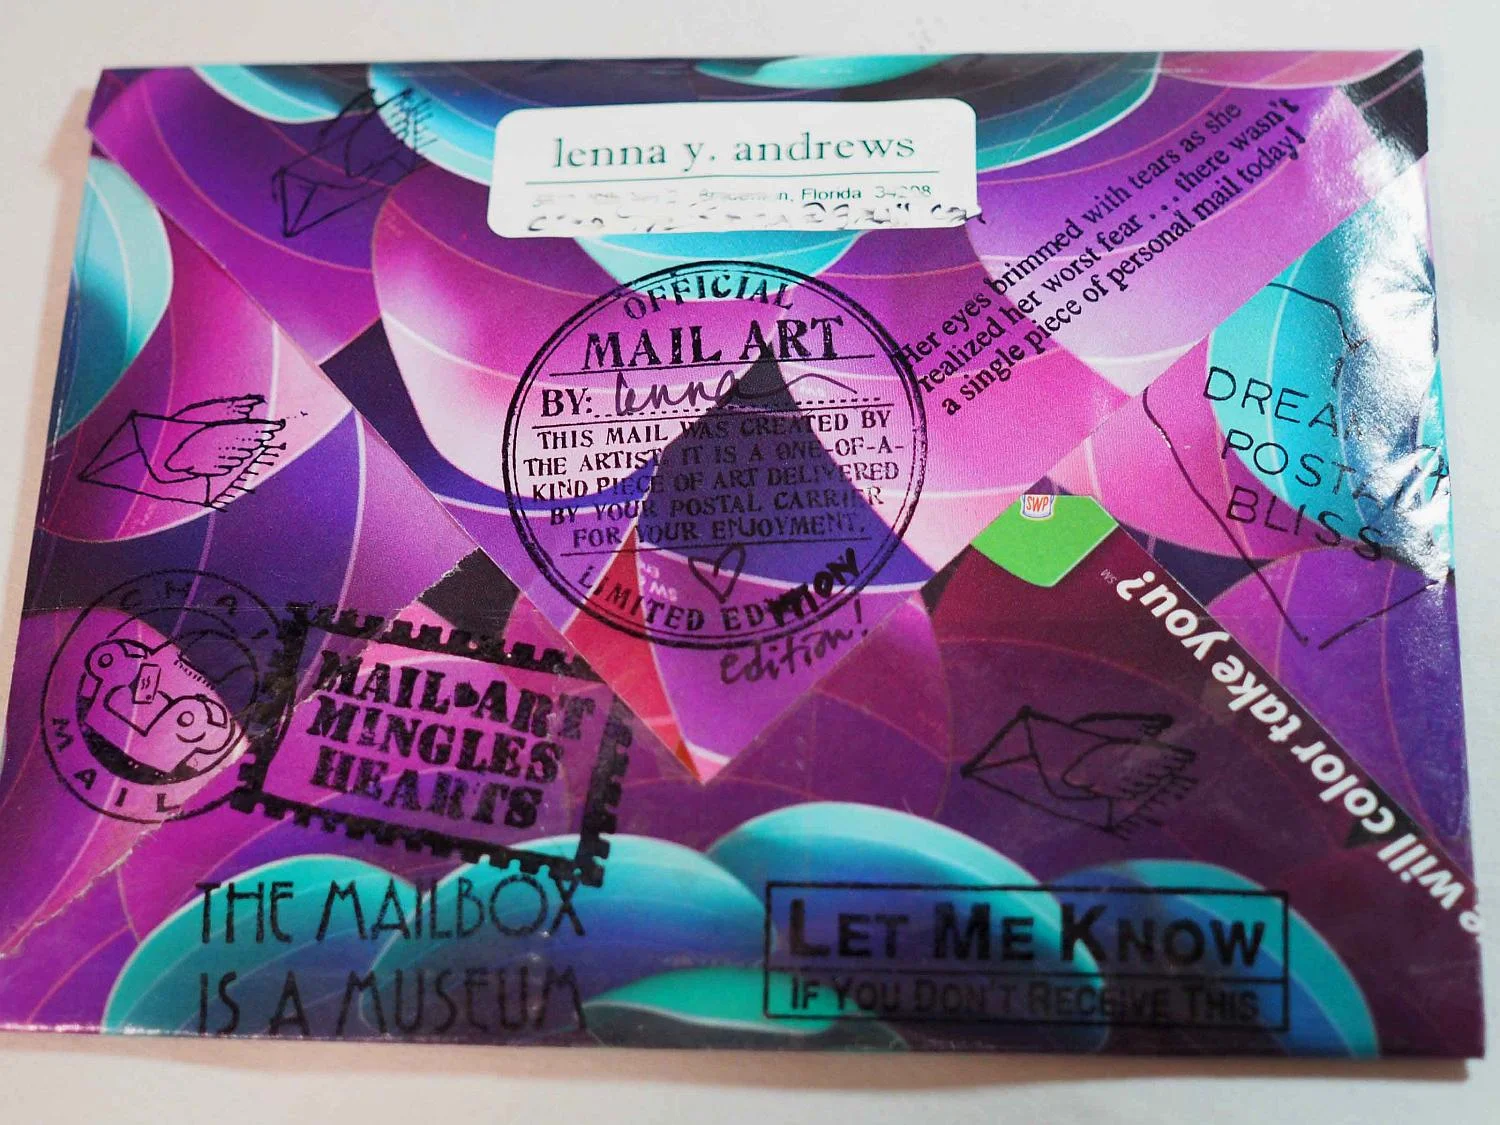 lenna y. andrews
Florida
Her eyes brimmed with tears as she
realized her worst fear . . . there wasn't
a single piece of personal mail today!
OFFICIAL
MAIL ART
BY: lenna
THIS MAIL WAS CREATED BY
THE ARTIST. IT IS A ONE-OF-A-
KIND PIECE OF ART DELIVERED
BY YOUR POSTAL CARRIER
FOR YOUR ENJOYMENT.
LIMITED EDITION
edition!
POSTAL
BLISS
SWP
will color take you?
SM
MAIL
MAIL ART
MINGLES
HEARTS
THE MAILBOX
IS A MUSEUM
LET ME KNOW
IF YOU DON'T RECEIVE THIS